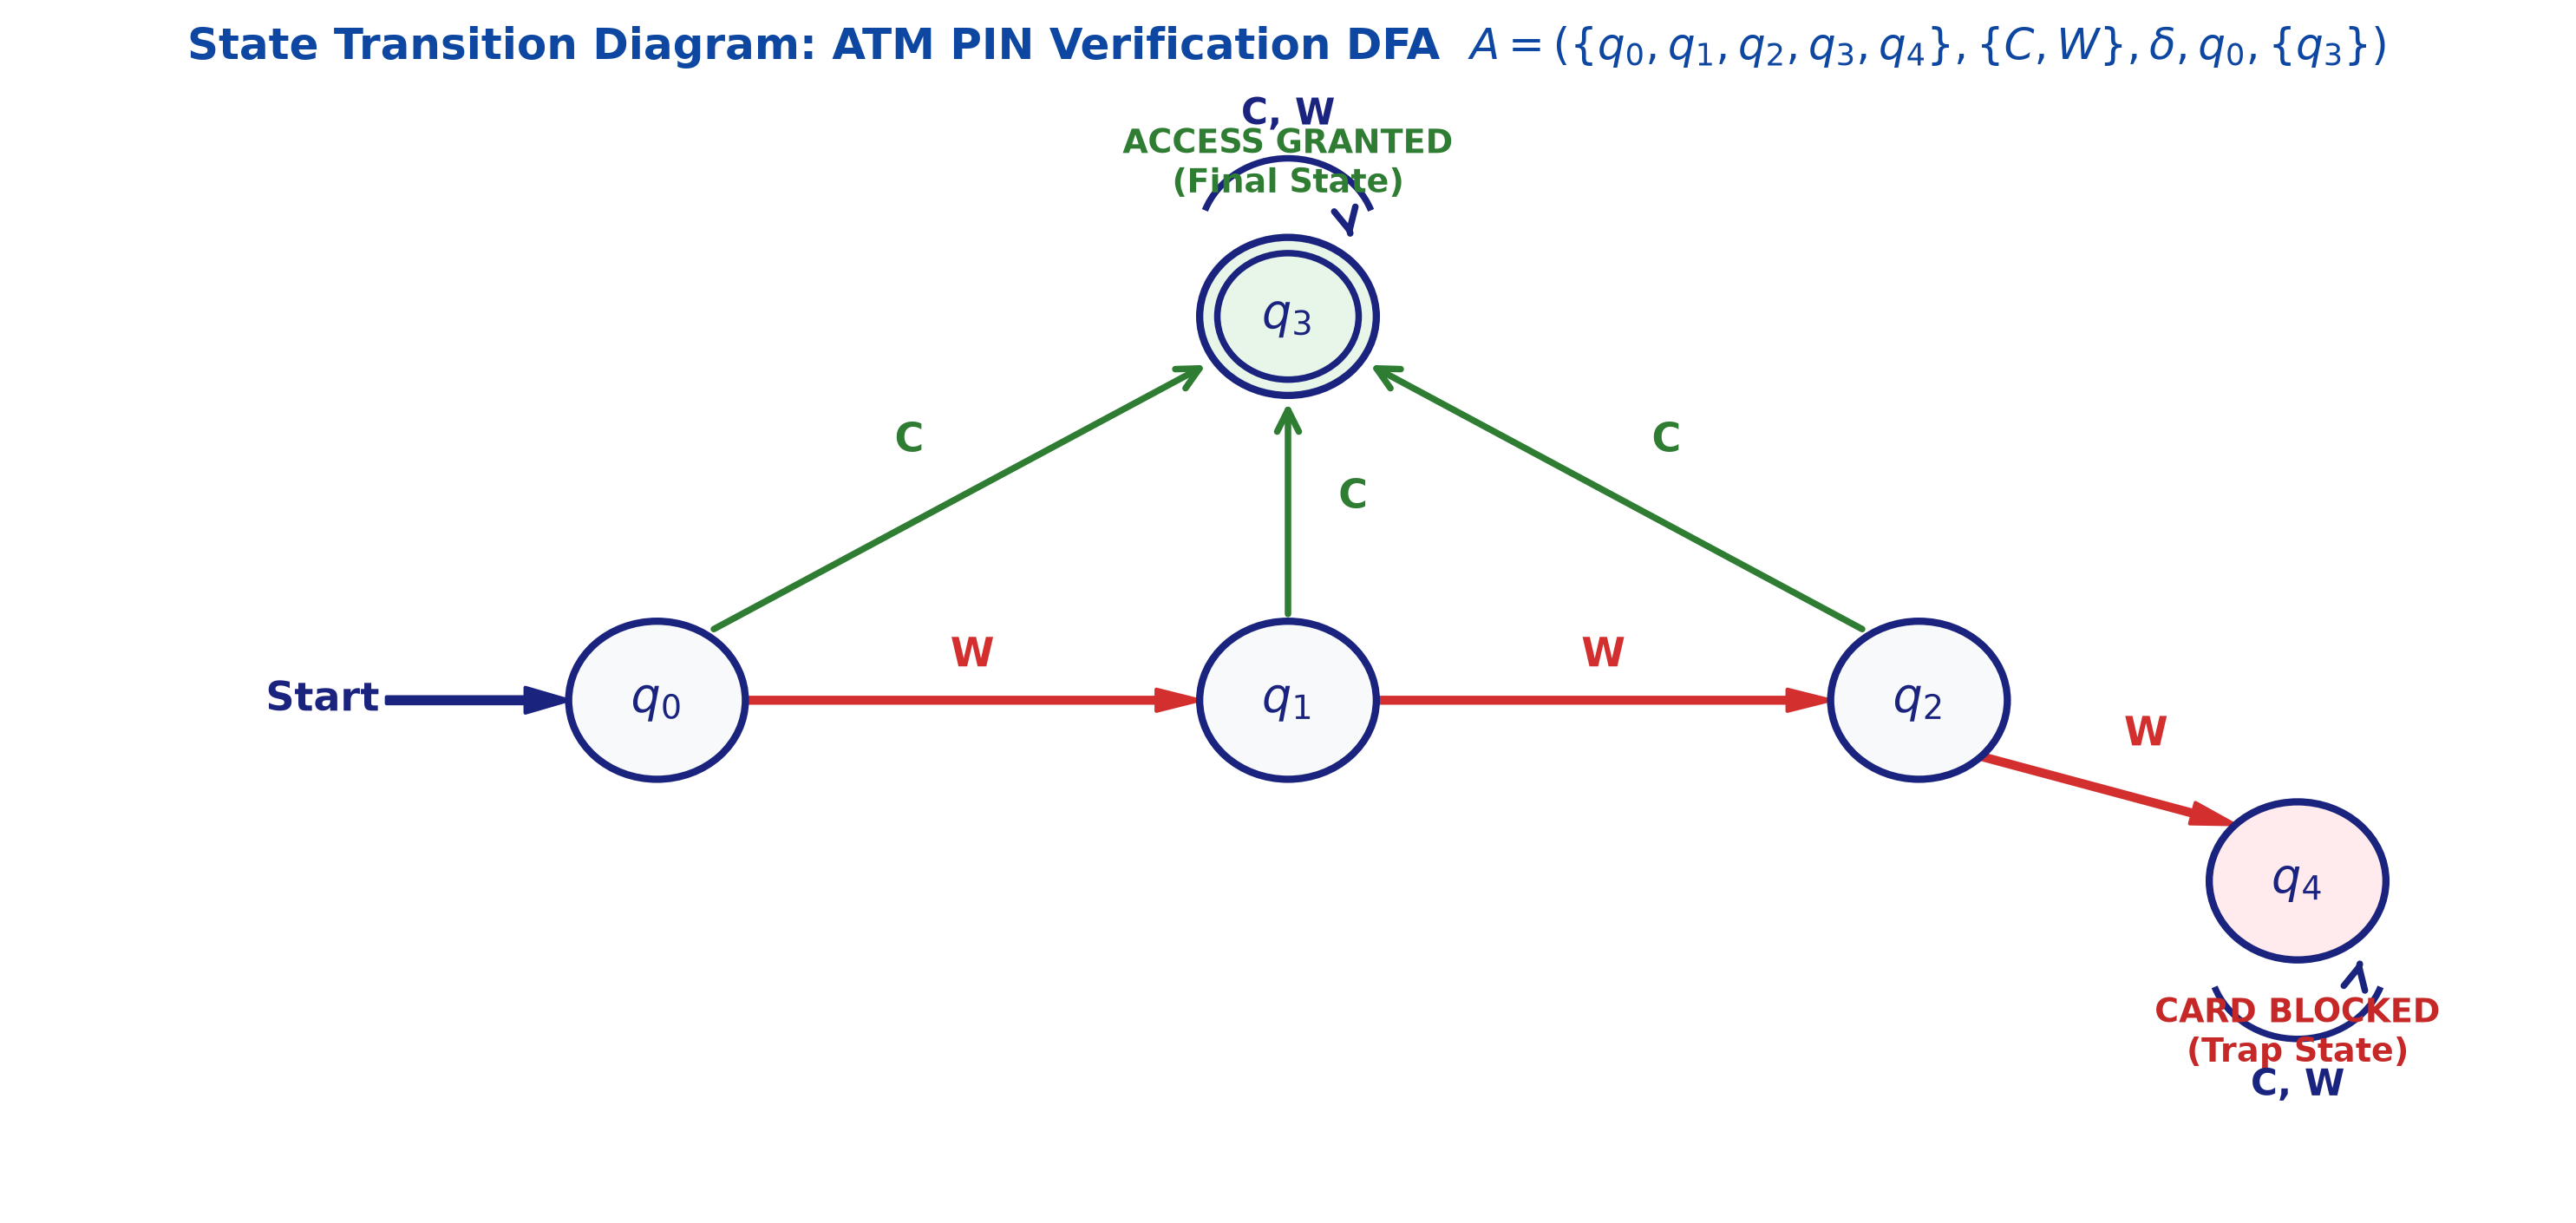 State Transition Diagram: ATM PIN Verification DFA A = ({q₀, q₁, q₂, q₃, q₄}, {C, W}, δ, q₀, {q₃})
C, W
ACCESS GRANTED
(Final State)
q₃
C
C
C
W
W
Start
q₀
q₁
q₂
W
q₄
CARD BLOCKED
(Trap State)
C, W